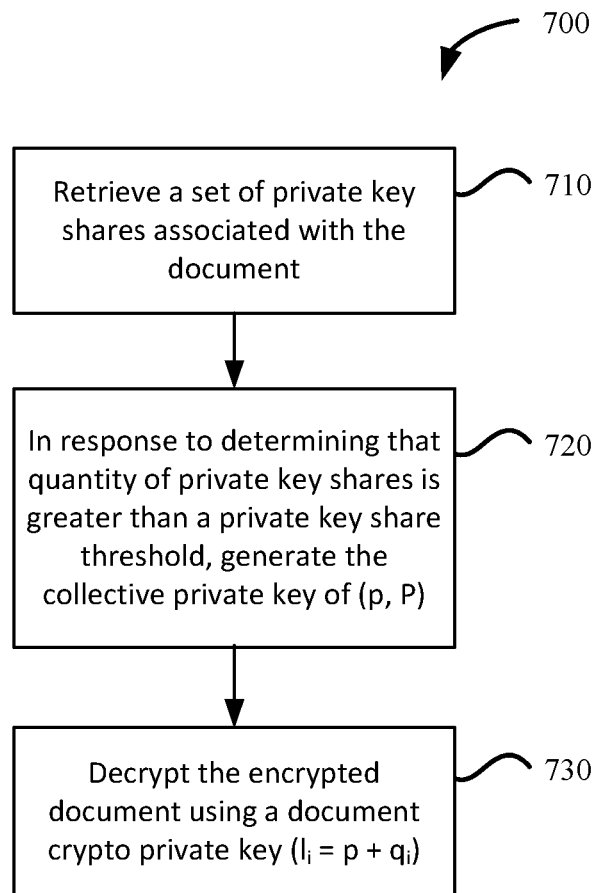 700
Retrieve a set of private key
shares associated with the
document
710
In response to determining that
quantity of private key shares is
greater than a private key share
threshold, generate the
collective private key of (p, P)
720
Decrypt the encrypted
document using a document
crypto private key (lᵢ = p + qᵢ)
730